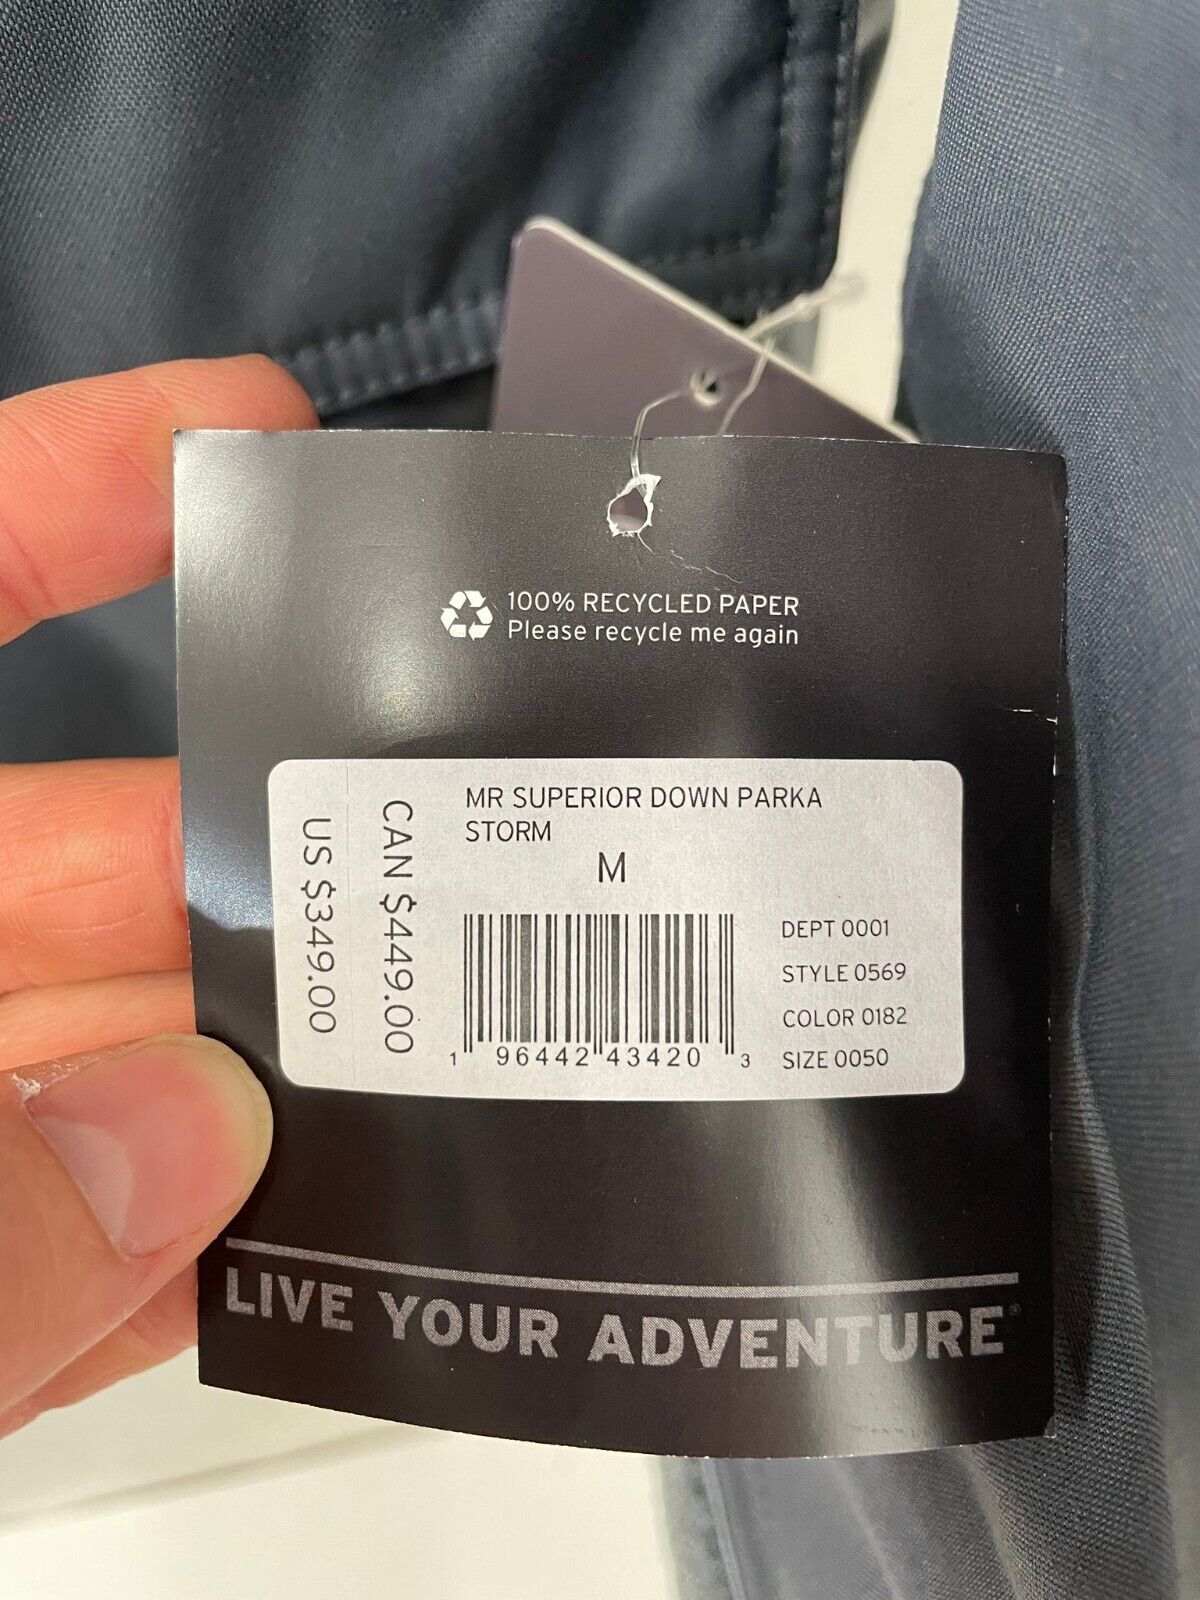 100% RECYCLED PAPER
Please recycle me again
US $349.00
CAN $449.00
MR SUPERIOR DOWN PARKA
STORM
M
1 96442 43420 3
DEPT 0001
STYLE 0569
COLOR 0182
SIZE 0050
LIVE YOUR ADVENTURE®